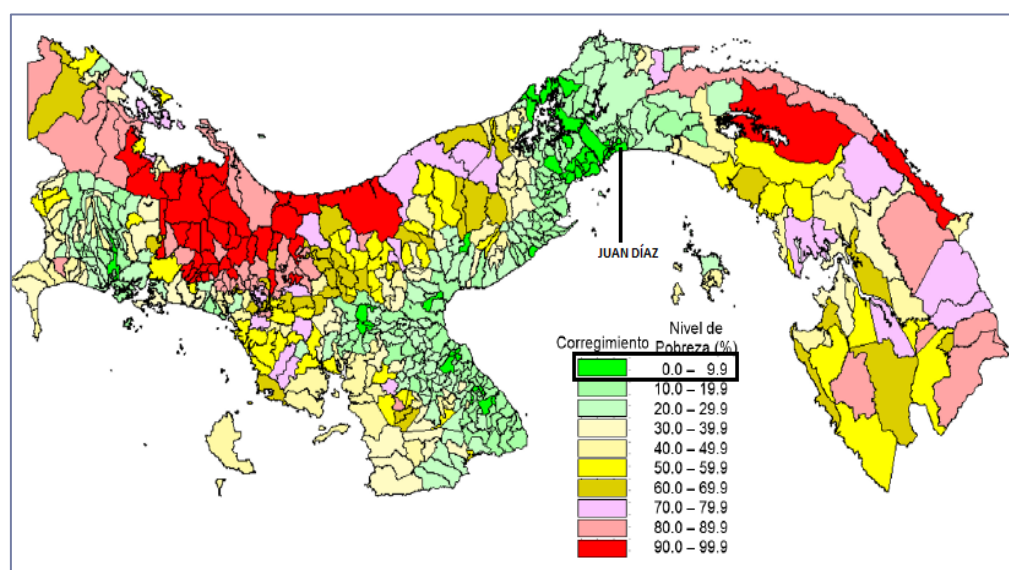 JUAN DÍAZ
Corregimiento
Nivel de
Pobreza (%)
0.0 – 9.9
10.0 – 19.9
20.0 – 29.9
30.0 – 39.9
40.0 – 49.9
50.0 – 59.9
60.0 – 69.9
70.0 – 79.9
80.0 – 89.9
90.0 – 99.9